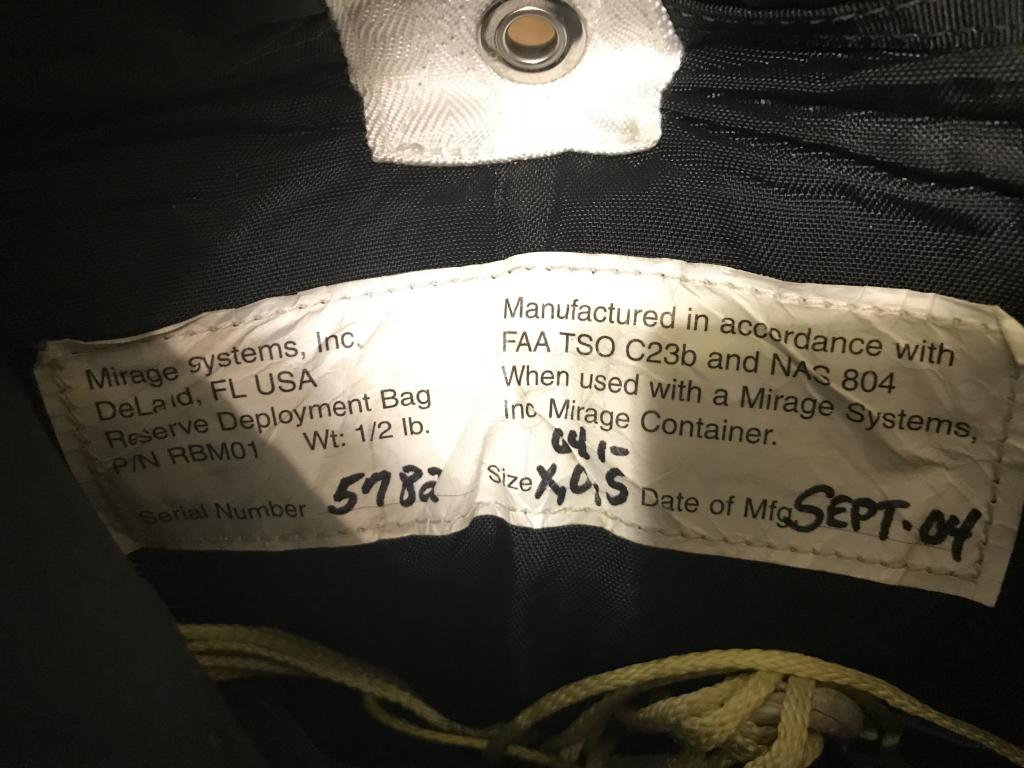 Mirage Systems, Inc.
DeLand, FL USA
Reserve Deployment Bag
P/N RBM01 Wt: 1/2 lb.
Serial Number 5782
Manufactured in accordance with
FAA TSO C23b and NAS 804
When used with a Mirage Systems,
Inc Mirage Container.
Size X,0,S Date of Mfg SEPT. 04